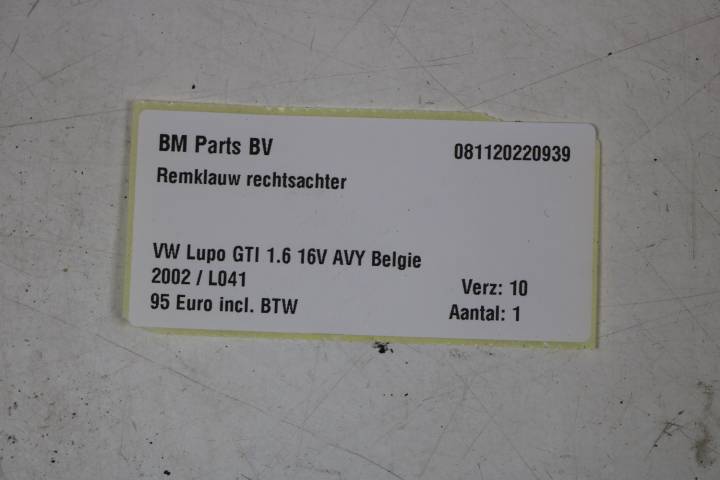 BM Parts BV 081120220939
Remklauw rechtsachter
VW Lupo GTI 1.6 16V AVY Belgie
2002 / L041 Verz: 10
95 Euro incl. BTW Aantal: 1